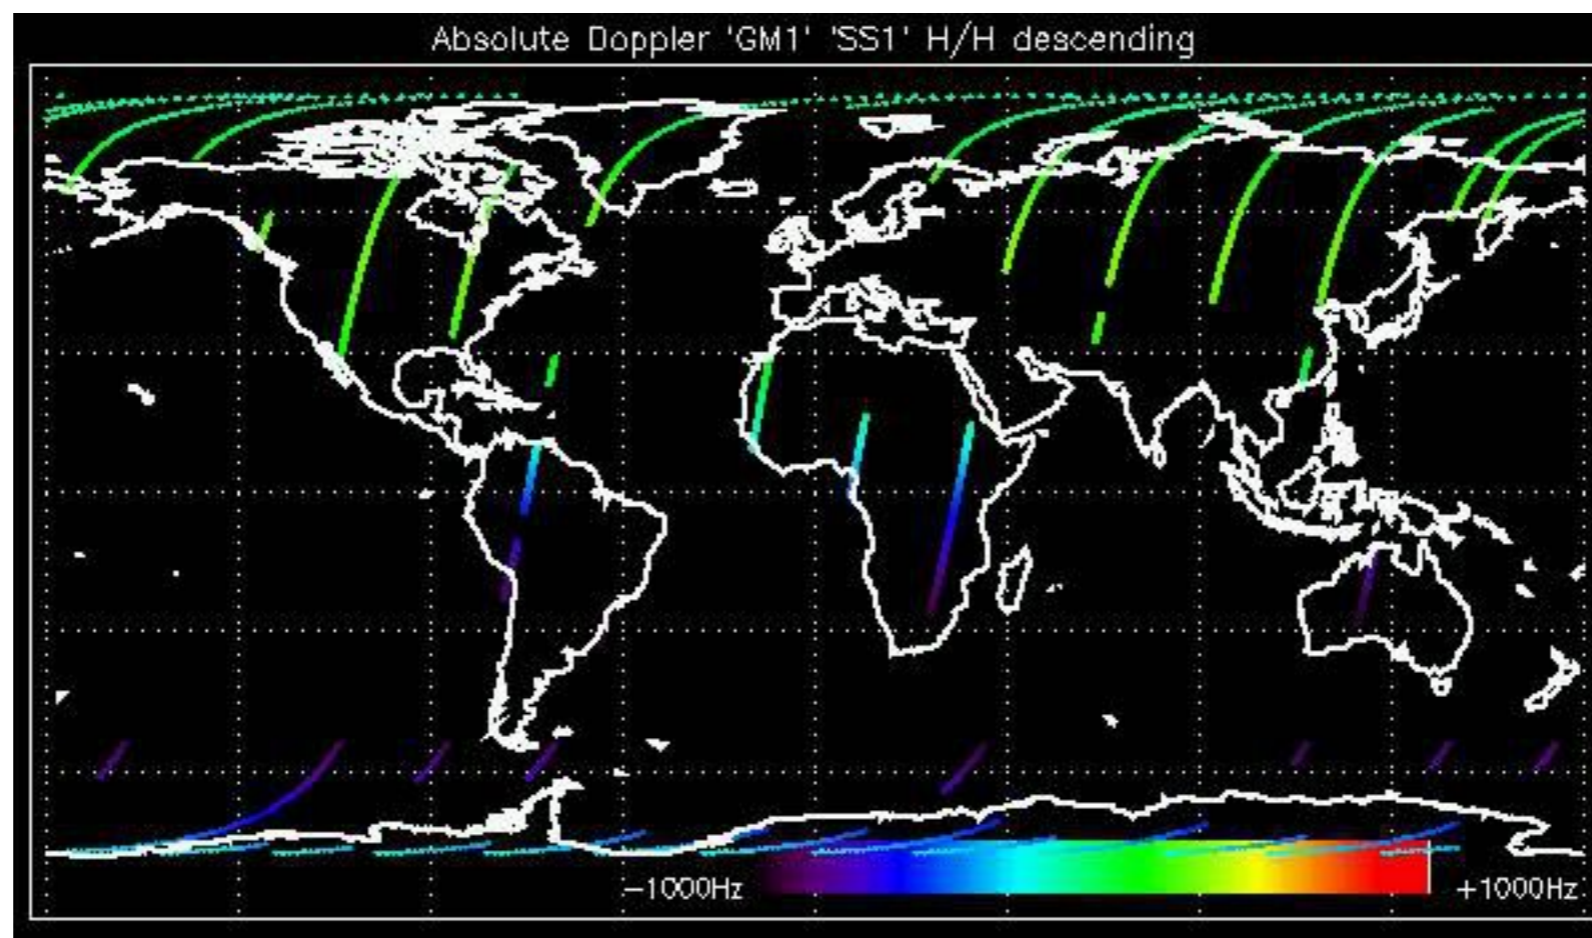 Absolute Doppler 'GM1' 'SS1' H/H descending
−1000Hz
+1000Hz